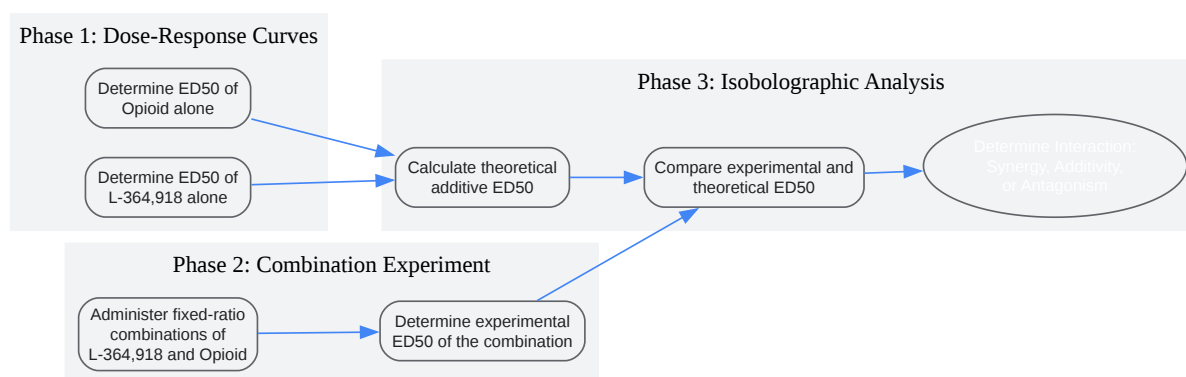 Phase 1: Dose-Response Curves
Determine ED50 of
Opioid alone
Determine ED50 of
L-364,918 alone
Phase 3: Isobolographic Analysis
Calculate theoretical
additive ED50
Compare experimental and
theoretical ED50
Determine Interaction:
Synergy, Additivity,
or Antagonism
Phase 2: Combination Experiment
Administer fixed-ratio
combinations of
L-364,918 and Opioid
Determine experimental
ED50 of the combination